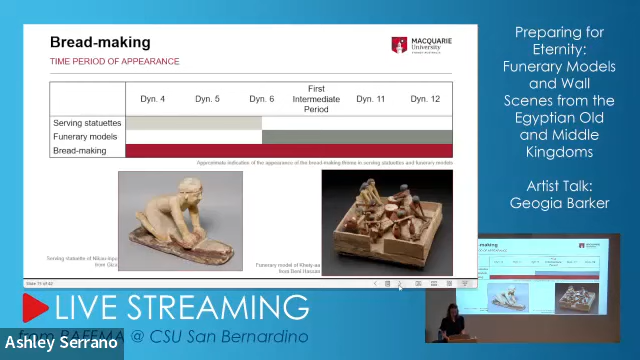 Bread-making
TIME PERIOD OF APPEARANCE
MACQUARIE
University
Dyn. 4
Dyn. 5
Dyn. 6
First
Intermediate
Period
Dyn. 11
Dyn. 12
Serving statuettes
Funerary models
Bread-making
Approximate indication of the appearance of the bread-making theme in serving statuettes and funerary models
Serving statuette of
from Giza
Funerary model of Khety-aa
from Beni Hassan
LIVE STREAMING
from RAFFMA @ CSU San Bernardino
Ashley Serrano
Preparing for
Eternity:
Funerary Models
and Wall
Scenes from the
Egyptian Old
and Middle
Kingdoms
Artist Talk:
Geogia Barker